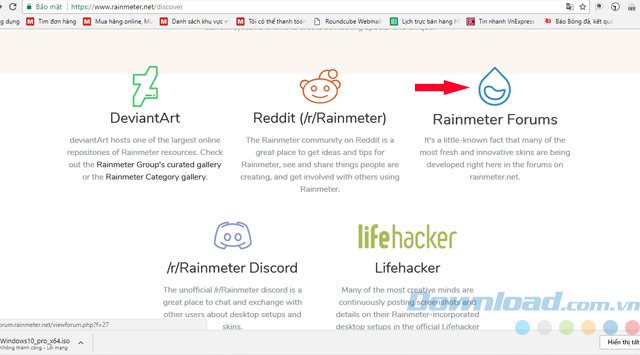 Bảo mật | https://www.rainmeter.net/discover
dụng Tìm đơn hàng Mua hàng online, M Danh sách khu vực Tôi có thể thanh toán Roundcube Webmail Lịch trực bán hàng H Tin nhanh VnExpress Báo Bóng đá, kết quả
DeviantArt
deviantArt hosts one of the largest online
repositories of Rainmeter resources. Check
out the Rainmeter Group's curated gallery
or the Rainmeter Category gallery.
Reddit (/r/Rainmeter)
The Rainmeter community on Reddit is a
great place to get ideas and tips for
Rainmeter, see and share things people are
creating, and get involved with others using
Rainmeter.
Rainmeter Forums
It's a little-known fact that many of the
most fresh and innovative skins are being
developed right here in the forums on
rainmeter.net.
/r/Rainmeter Discord
The unofficial /r/Rainmeter discord is a
great place to chat and exchange with
other users about desktop setups and
skins.
lifehacker
Lifehacker
Many of the most creative minds are
continuously posting screenshots and
details on their Rainmeter-incorporated
desktop setups in the official Lifehacker
Download.com.vn
orum.rainmeter.net/viewforum.php?f=27
Windows10_pro_x64.iso
Không thành công - Lỗi mạng
Hiển thị tất